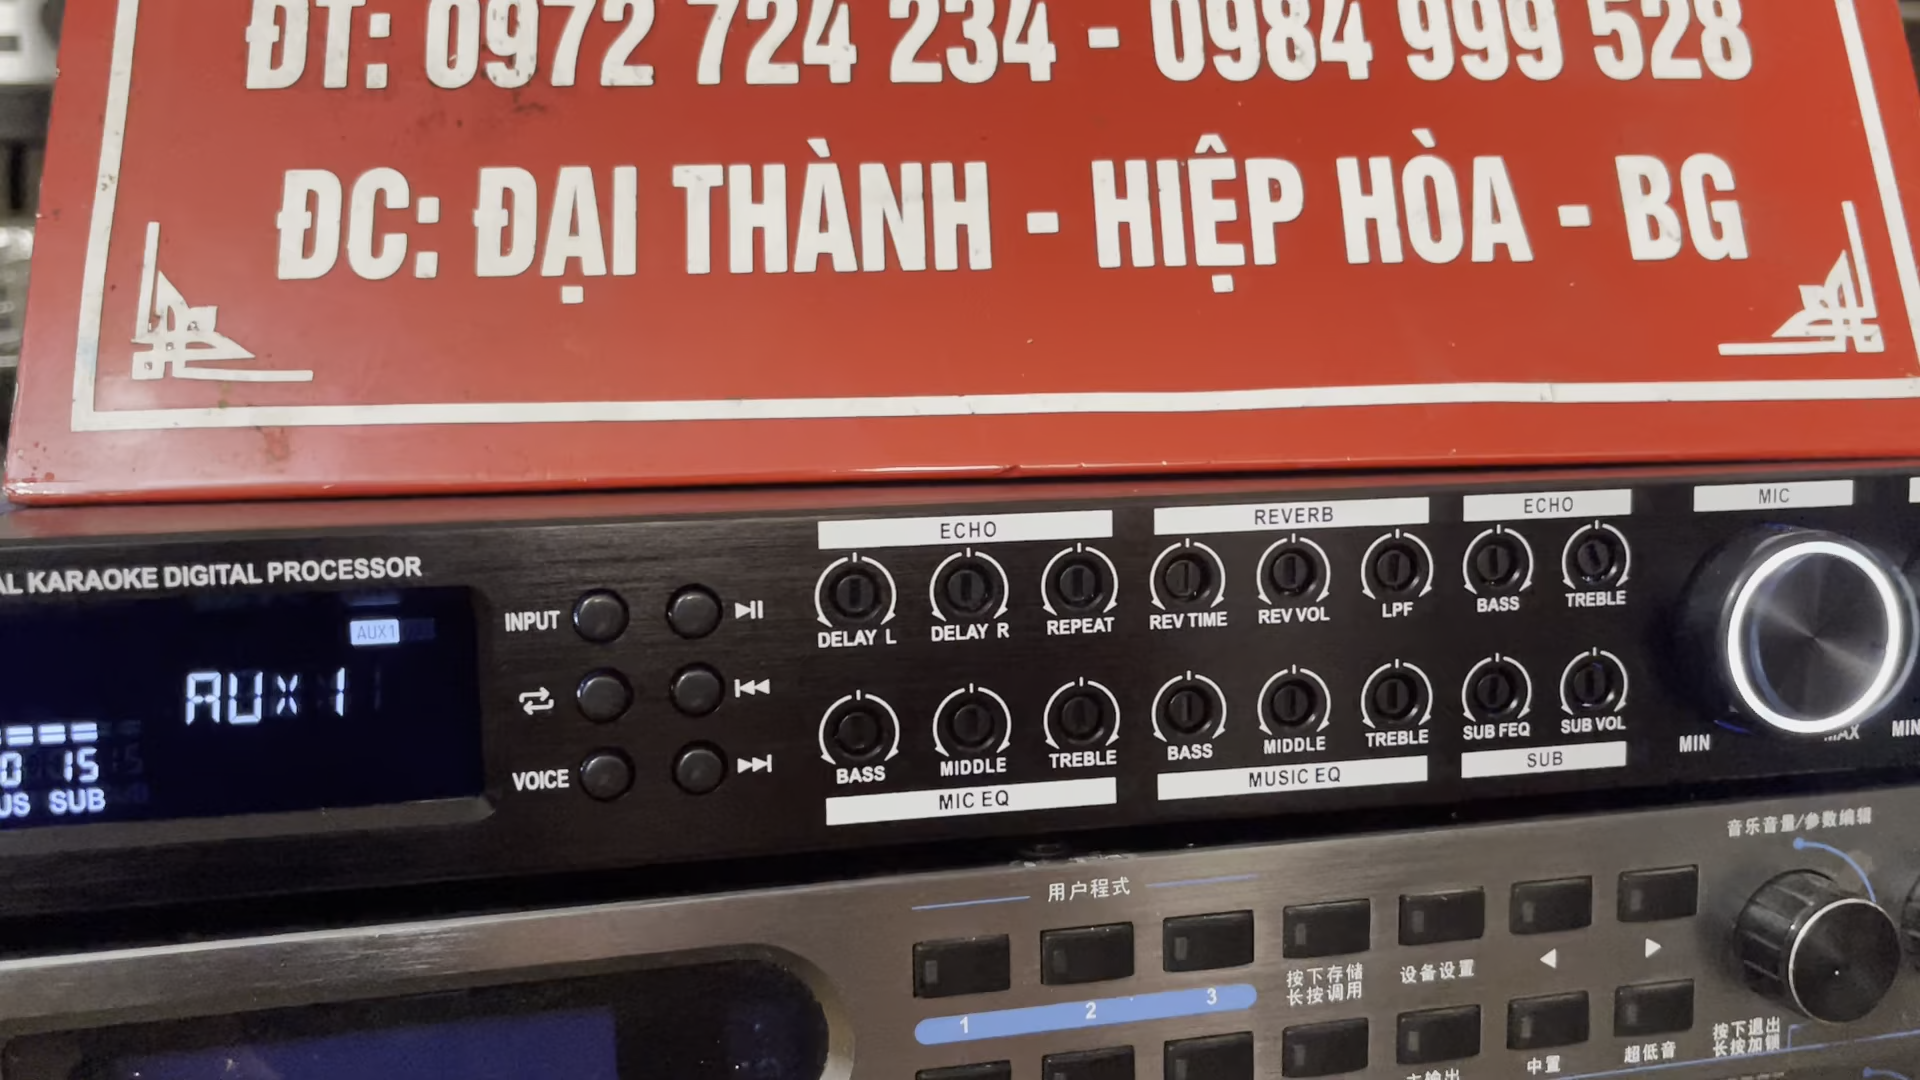 ĐT: 0972 724 234 - 0984 999 528
ĐC: ĐẠI THÀNH - HIỆP HÒA - BG
KARAOKE DIGITAL PROCESSOR
AUX1
AUX 1
15
SUB
INPUT
VOICE
ECHO
DELAY L
DELAY R
REPEAT
REVERB
REV TIME
REV VOL
LPF
ECHO
BASS
TREBLE
MIC
BASS
MIDDLE
TREBLE
MIC EQ
BASS
MIDDLE
TREBLE
MUSIC EQ
SUB FEQ
SUB VOL
SUB
MIN
MAX
MIN
音乐音量/参数编辑
用户程式
1
2
3
按下存储
长按调用
设备设置
按下退出
长按加锁
中置
超低音